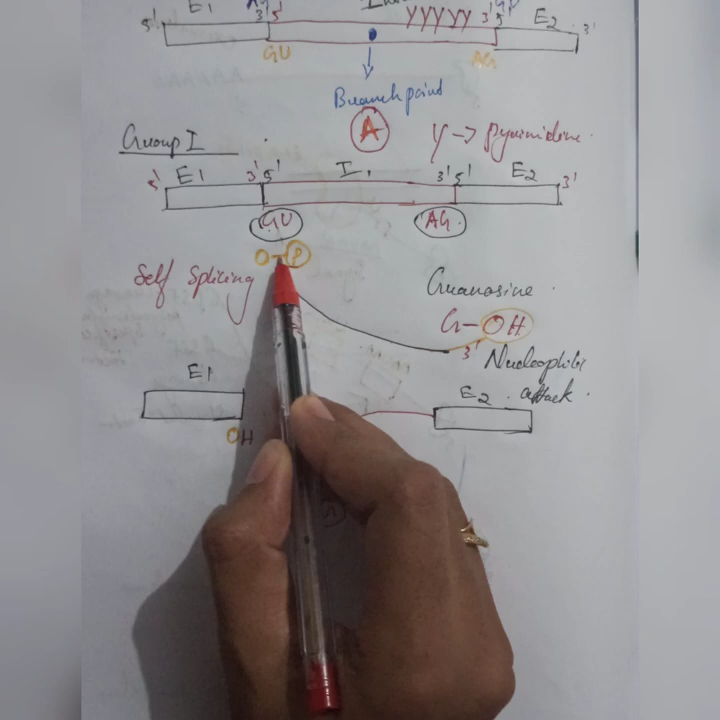 E1 E2
5' 3' 5' YYYYY 3' 5' 3'
GU AG
Branch point
A
Y → pyrimidine.
Group I
5' E1 3' 5' I1 3' 5' E2 3'
GU AG
O-P
Self Splicing
Guanosine.
G-OH
3' Nucleophilic
attack.
E1 E2
OH